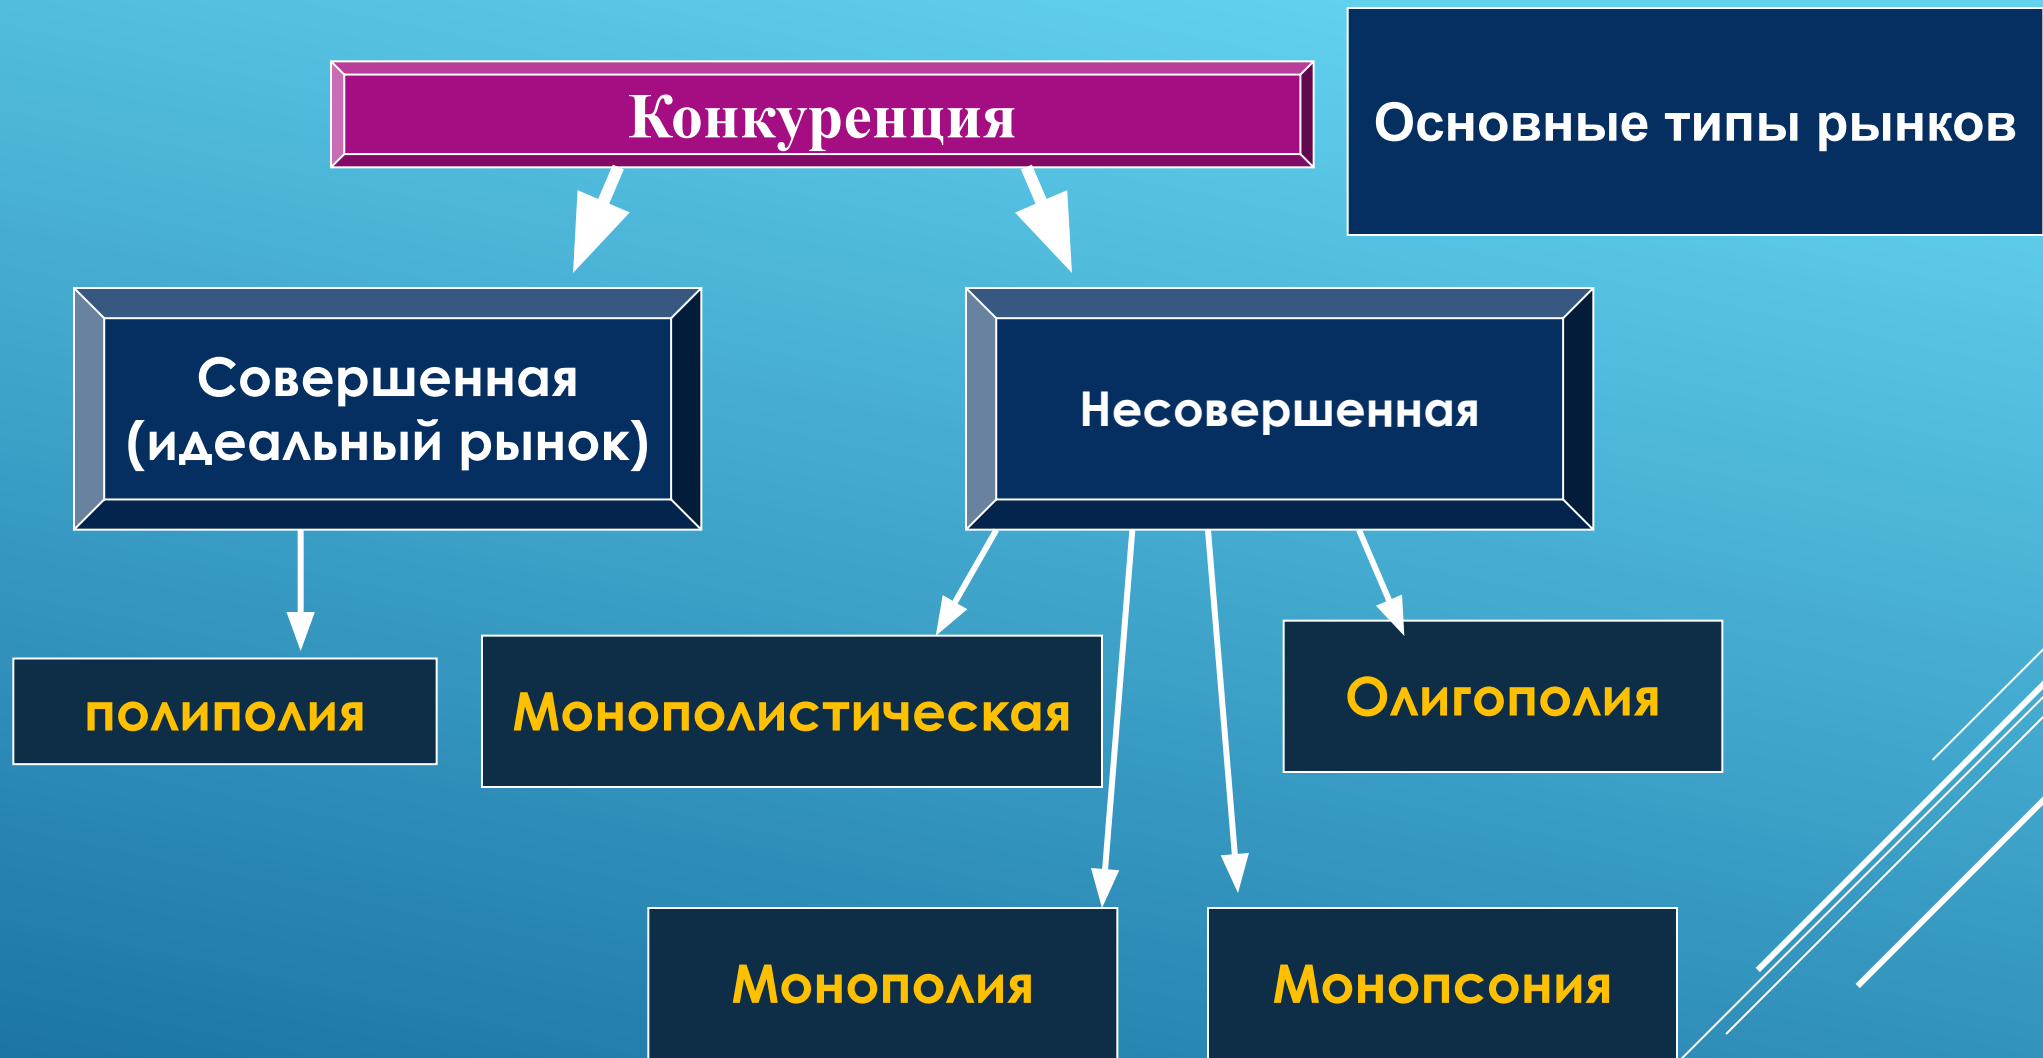 Конкуренция
Основные типы рынков
Совершенная
(идеальный рынок)
Несовершенная
полиполия
Монополистическая
Олигополия
Монополия
Монопсония